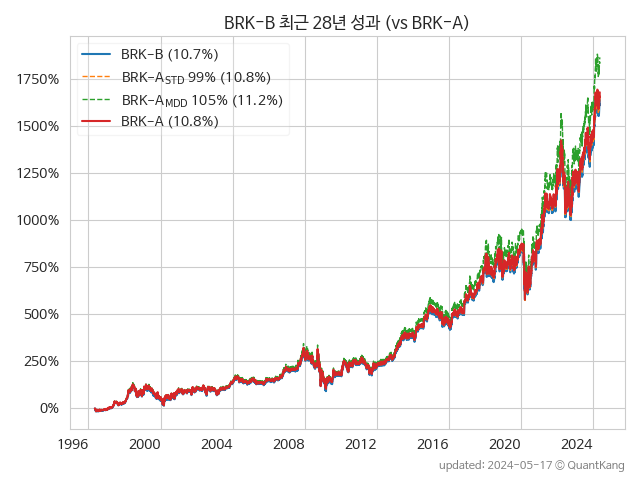 BRK-B 최근 28년 성과 (vs BRK-A)
BRK-B (10.7%)
BRK-A STD 99% (10.8%)
BRK-A MDD 105% (11.2%)
BRK-A (10.8%)
1750%
1500%
1250%
1000%
750%
500%
250%
0%
1996 2000 2004 2008 2012 2016 2020 2024
updated: 2024-05-17 © QuantKang